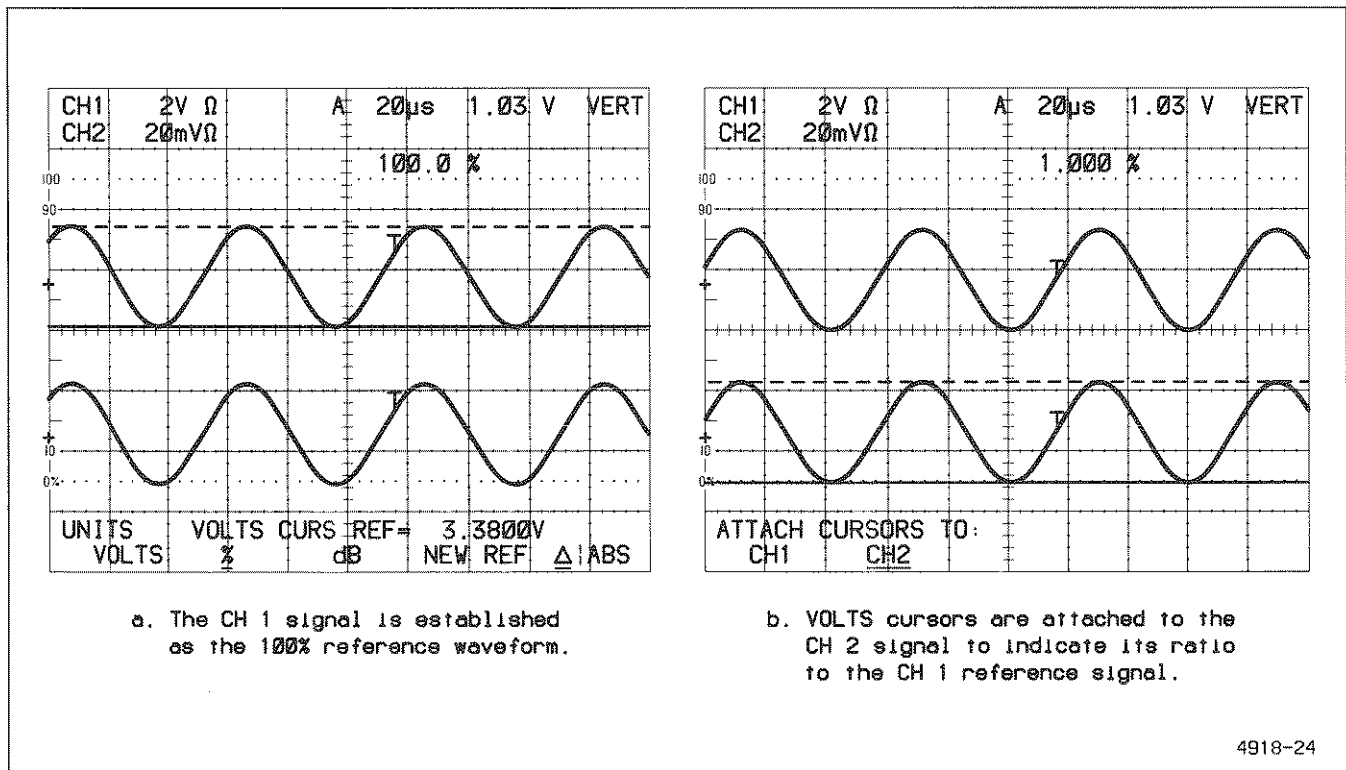 CH1 2V Ω A 20µs 1.03 V VERT
CH2 20mVΩ
100.0 %
100
90
10
0%
UNITS VOLTS CURS REF= 3.3800V
VOLTS % dB NEW REF Δ|ABS
a. The CH 1 signal is established
as the 100% reference waveform.
CH1 2V Ω A 20µs 1.03 V VERT
CH2 20mVΩ
1.000 %
100
90
10
0%
ATTACH CURSORS TO:
CH1 CH2
b. VOLTS cursors are attached to the
CH 2 signal to indicate its ratio
to the CH 1 reference signal.
4918-24